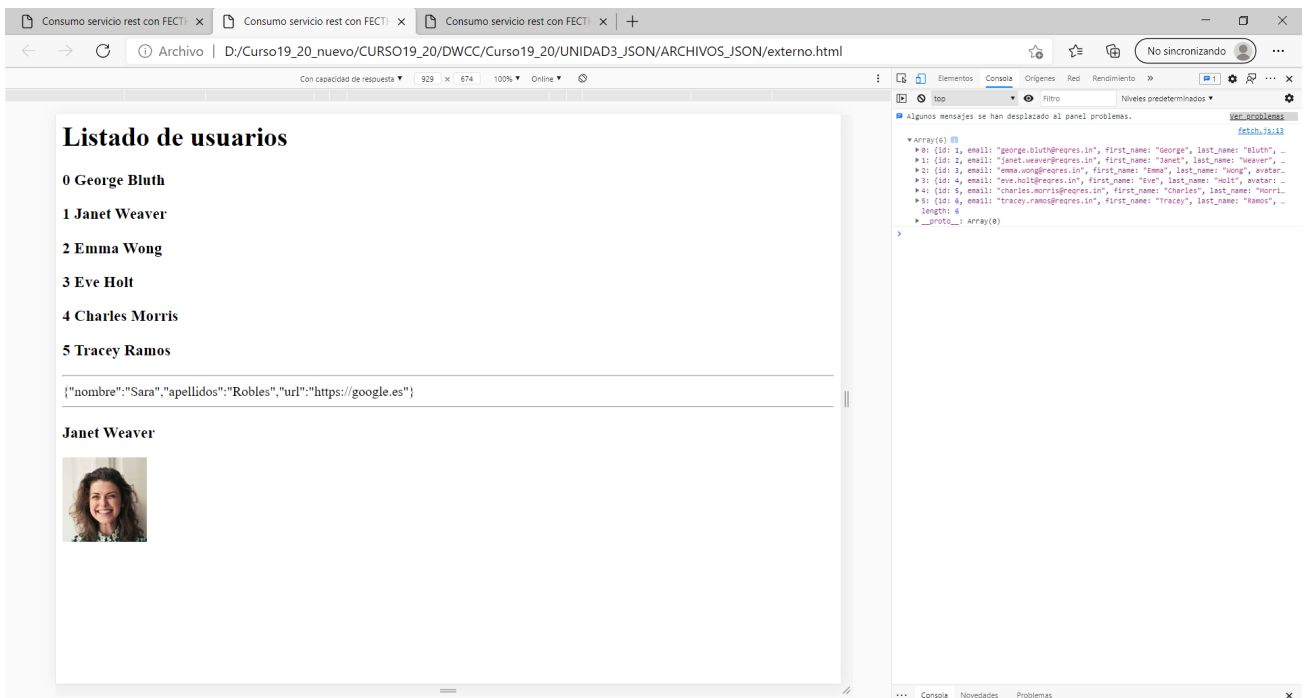 Consumo servicio rest con FECTH
Consumo servicio rest con FECTH
Consumo servicio rest con FECTH
Archivo | D:/Curso19_20_nuevo/CURSO19_20/DWCC/Curso19_20/UNIDAD3_JSON/ARCHIVOS_JSON/externo.html
No sincronizando
Con capacidad de respuesta ▼ 929 x 674 100% ▼ Online ▼
Elementos Consola Orígenes Red Rendimiento » 1
top Filtro Niveles predeterminados ▼
Algunos mensajes se han desplazado al panel problemas. Ver problemas
fetch.js:13
▼Array(6)
▶0: {id: 1, email: "george.bluth@reqres.in", first_name: "George", last_name: "Bluth", …
▶1: {id: 2, email: "janet.weaver@reqres.in", first_name: "Janet", last_name: "Weaver", …
▶2: {id: 3, email: "emma.wong@reqres.in", first_name: "Emma", last_name: "Wong", avatar…
▶3: {id: 4, email: "eve.holt@reqres.in", first_name: "Eve", last_name: "Holt", avatar: …
▶4: {id: 5, email: "charles.morris@reqres.in", first_name: "Charles", last_name: "Morri…
▶5: {id: 6, email: "tracey.ramos@reqres.in", first_name: "Tracey", last_name: "Ramos", …
length: 6
▶__proto__: Array(0)
Listado de usuarios
0 George Bluth
1 Janet Weaver
2 Emma Wong
3 Eve Holt
4 Charles Morris
5 Tracey Ramos
{"nombre":"Sara","apellidos":"Robles","url":"https://google.es"}
Janet Weaver
Consola Novedades Problemas